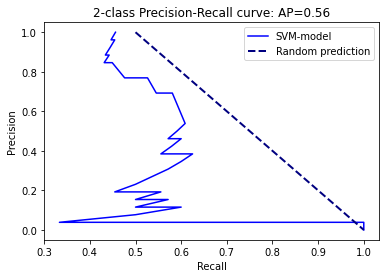 2-class Precision-Recall curve: AP=0.56
SVM-model
Random prediction
1.0
0.8
0.6
0.4
0.2
0.0
Precision
0.3 0.4 0.5 0.6 0.7 0.8 0.9 1.0
Recall